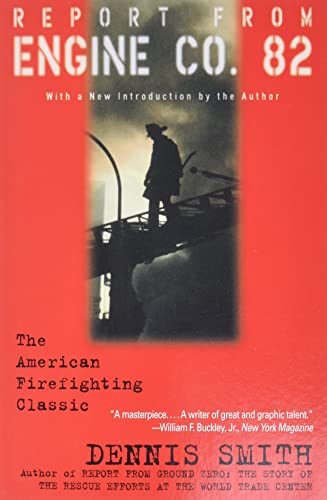 REPORT FROM
ENGINE CO. 82
With a New Introduction by the Author
The
American
Firefighting
Classic
"A masterpiece. . . . A writer of great and graphic talent."
—William F. Buckley, Jr., New York Magazine
DENNIS SMITH
Author of REPORT FROM GROUND ZERO: THE STORY OF
THE RESCUE EFFORTS AT THE WORLD TRADE CENTER